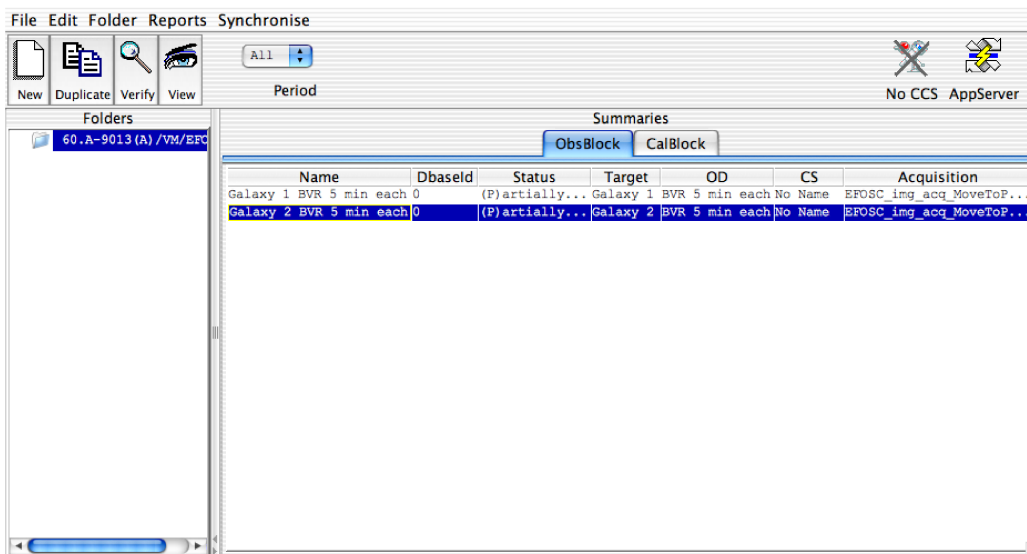 File Edit Folder Reports Synchronise
All
New Duplicate Verify View Period No CCS AppServer
Folders Summaries
60.A-9013(A)/VM/EFO
ObsBlock CalBlock
Name DbaseId Status Target OD CS Acquisition
Galaxy 1 BVR 5 min each 0 (P)artially... Galaxy 1 BVR 5 min each No Name EFOSC_img_acq_MoveToP...
Galaxy 2 BVR 5 min each 0 (P)artially... Galaxy 2 BVR 5 min each No Name EFOSC_img_acq_MoveToP...